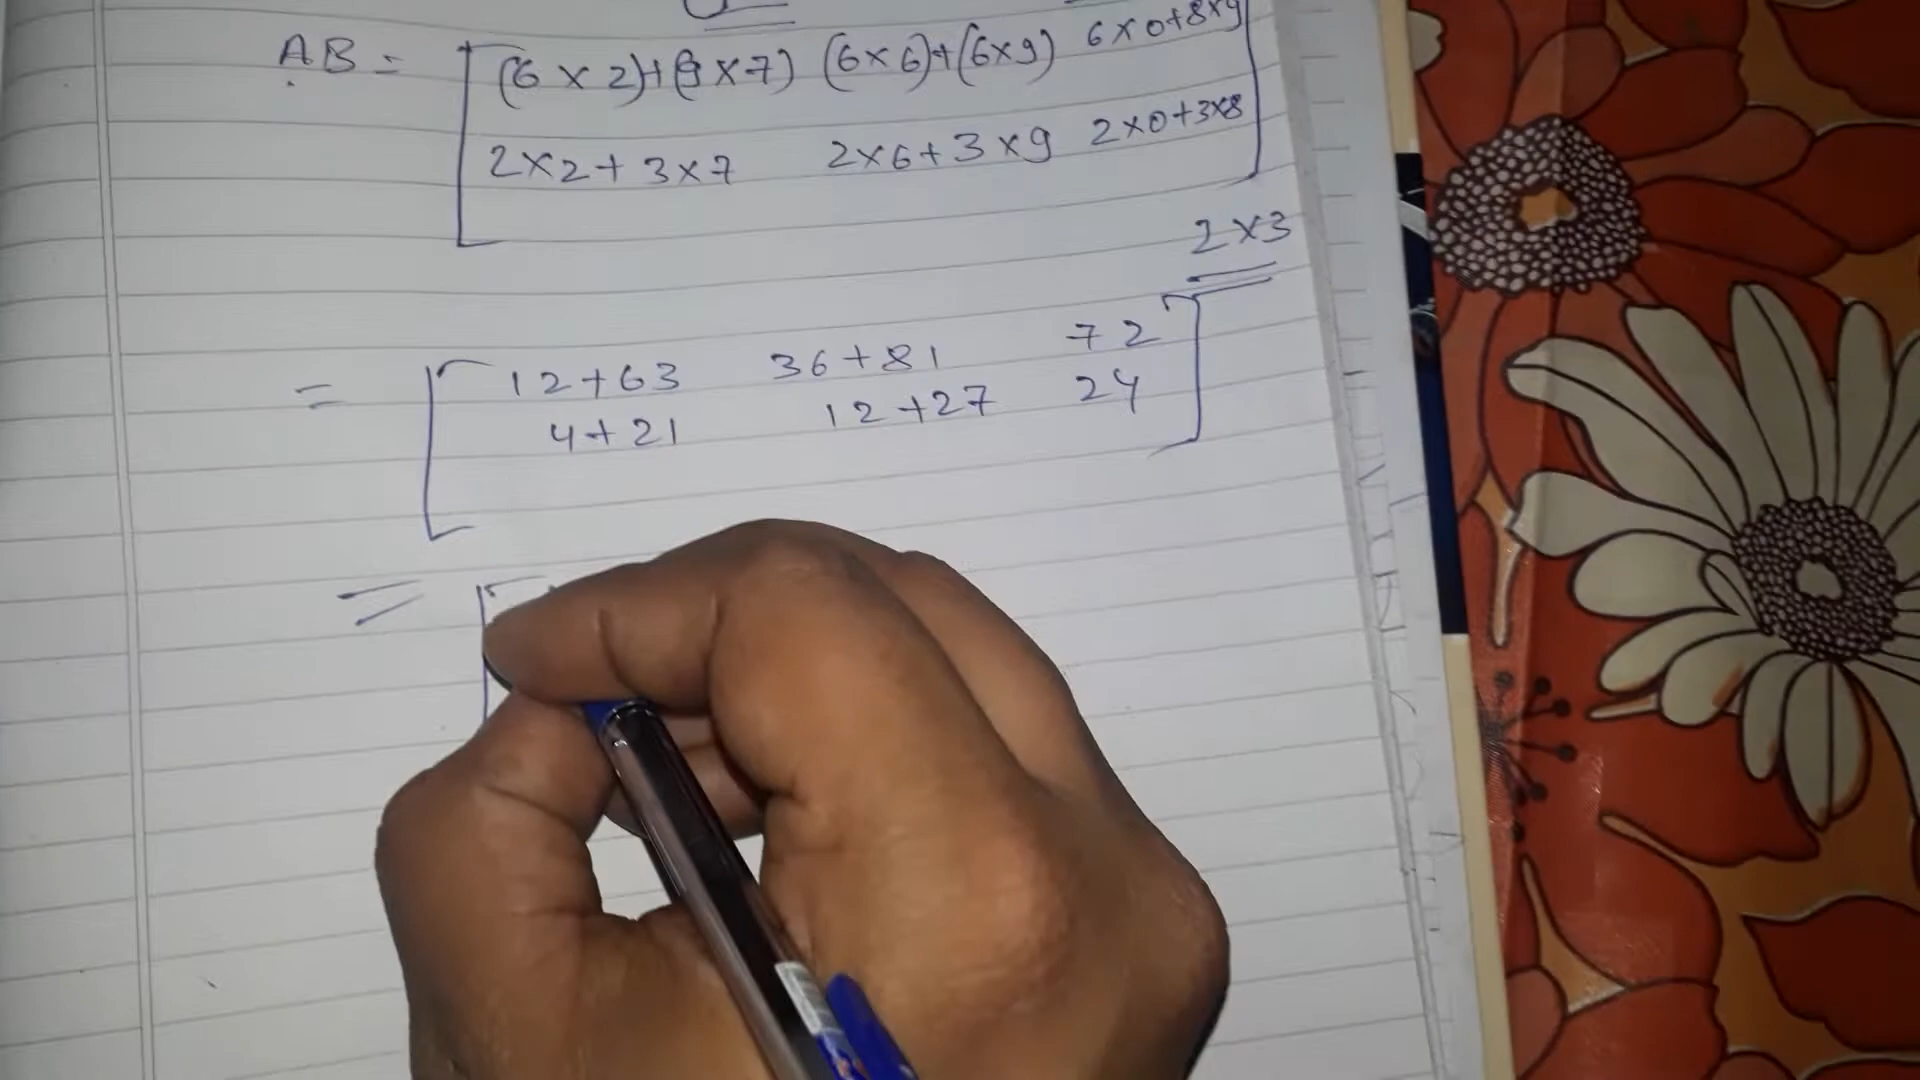 AB = (6 × 2)+(9 × 7) (6×6)+(6×9) 6×0+8×9
2×2+ 3×7 2×6+3×9 2×0+3×8
2×3
= 12+63 36+81 72
4+21 12+27 24
=